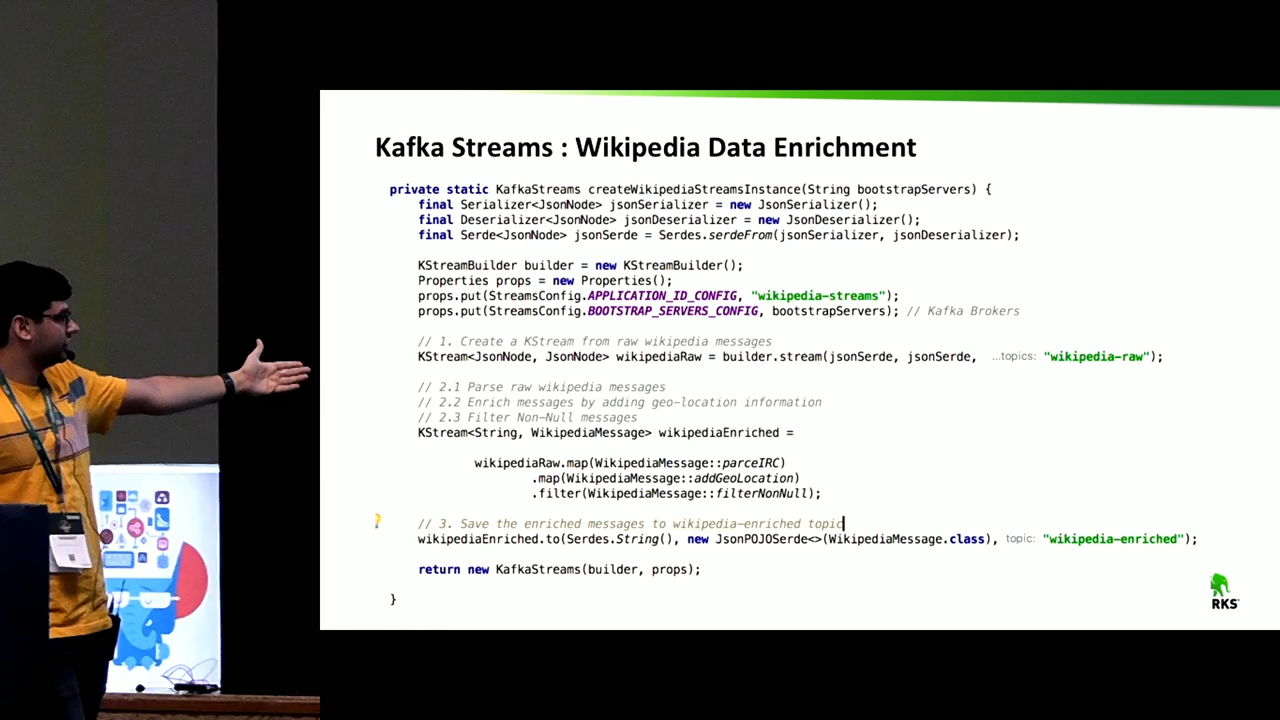 Kafka Streams : Wikipedia Data Enrichment
private static KafkaStreams createWikipediaStreamsInstance(String bootstrapServers) {
final Serializer<JsonNode> jsonSerializer = new JsonSerializer();
final Deserializer<JsonNode> jsonDeserializer = new JsonDeserializer();
final Serde<JsonNode> jsonSerde = Serdes.serdeFrom(jsonSerializer, jsonDeserializer);
KStreamBuilder builder = new KStreamBuilder();
Properties props = new Properties();
props.put(StreamsConfig.APPLICATION_ID_CONFIG, "wikipedia-streams");
props.put(StreamsConfig.BOOTSTRAP_SERVERS_CONFIG, bootstrapServers); // Kafka Brokers
// 1. Create a KStream from raw wikipedia messages
KStream<JsonNode, JsonNode> wikipediaRaw = builder.stream(jsonSerde, jsonSerde, ...topics: "wikipedia-raw");
// 2.1 Parse raw wikipedia messages
// 2.2 Enrich messages by adding geo-location information
// 2.3 Filter Non-Null messages
KStream<String, WikipediaMessage> wikipediaEnriched =
wikipediaRaw.map(WikipediaMessage::parceIRC)
.map(WikipediaMessage::addGeoLocation)
.filter(WikipediaMessage::filterNonNull);
// 3. Save the enriched messages to wikipedia-enriched topic
wikipediaEnriched.to(Serdes.String(), new JsonPOJOSerde<>(WikipediaMessage.class), topic: "wikipedia-enriched");
return new KafkaStreams(builder, props);
}
RKS